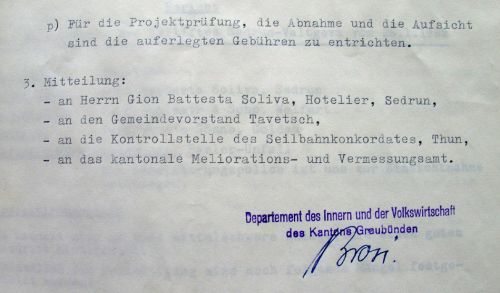 p) Für die Projektprüfung, die Abnahme und die Aufsicht
sind die auferlegten Gebühren zu entrichten.
3. Mitteilung:
- an Herrn Gion Battesta Soliva, Hotelier, Sedrun,
- an den Gemeindevorstand Tavetsch,
- an die Kontrollstelle des Seilbahnkonkordates, Thun,
- an das kantonale Meliorations- und Vermessungsamt.
Departement des Innern und der Volkswirtschaft
des Kantons Graubünden